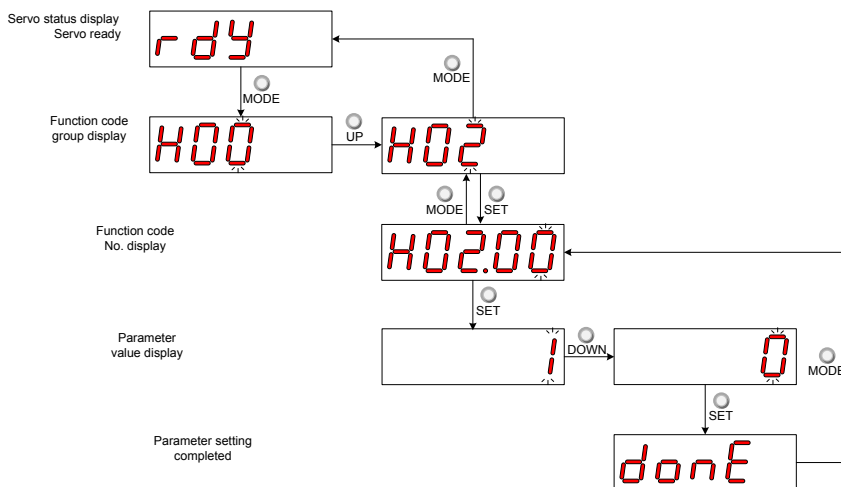 Servo status display
Servo ready
rdy
MODE
MODE
Function code
group display
H00
UP
H02
MODE
SET
Function code
No. display
H02.00
SET
Parameter
value display
1
DOWN
0
MODE
SET
Parameter setting
completed
donE